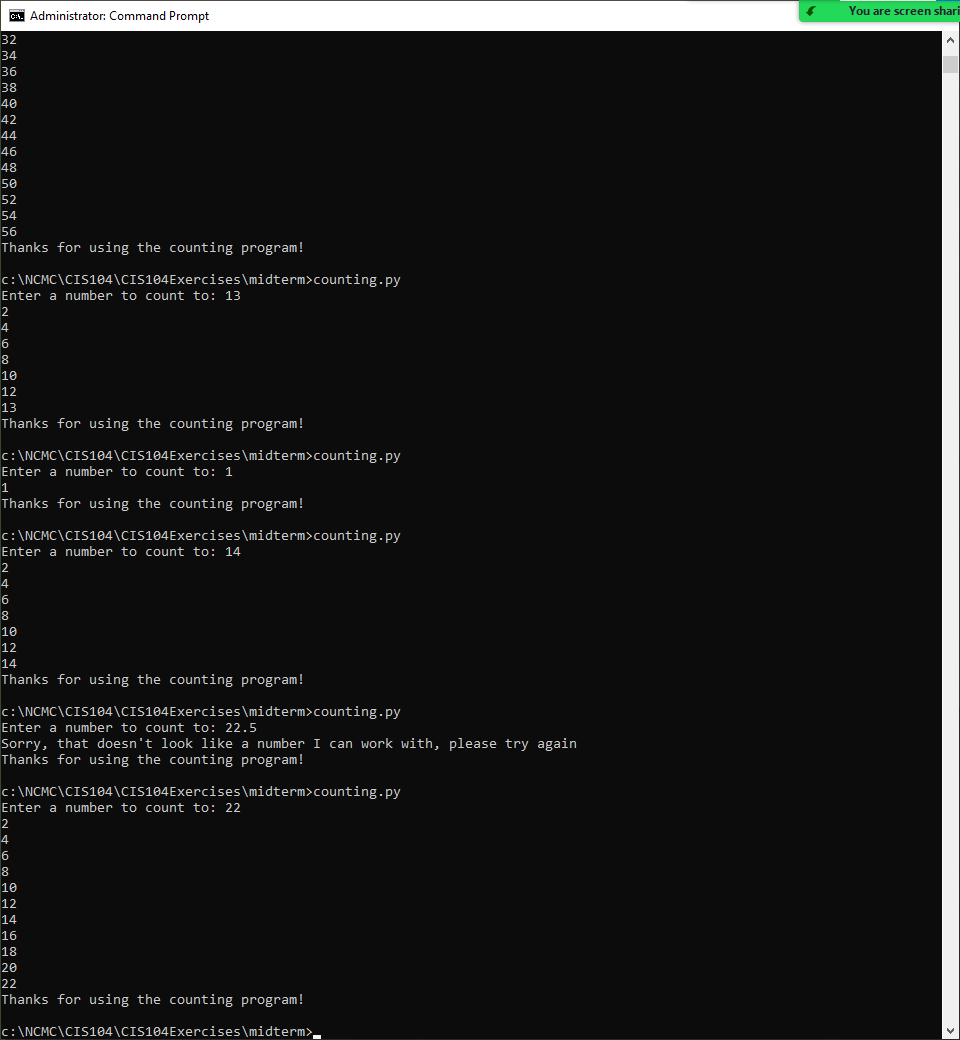 Administrator: Command Prompt
You are screen shari
32
34
36
38
40
42
44
46
48
50
52
54
56
Thanks for using the counting program!
c:\NCMC\CIS104\CIS104Exercises\midterm>counting.py
Enter a number to count to: 13
2
4
6
8
10
12
13
Thanks for using the counting program!
c:\NCMC\CIS104\CIS104Exercises\midterm>counting.py
Enter a number to count to: 1
1
Thanks for using the counting program!
c:\NCMC\CIS104\CIS104Exercises\midterm>counting.py
Enter a number to count to: 14
2
4
6
8
10
12
14
Thanks for using the counting program!
c:\NCMC\CIS104\CIS104Exercises\midterm>counting.py
Enter a number to count to: 22.5
Sorry, that doesn't look like a number I can work with, please try again
Thanks for using the counting program!
c:\NCMC\CIS104\CIS104Exercises\midterm>counting.py
Enter a number to count to: 22
2
4
6
8
10
12
14
16
18
20
22
Thanks for using the counting program!
c:\NCMC\CIS104\CIS104Exercises\midterm>